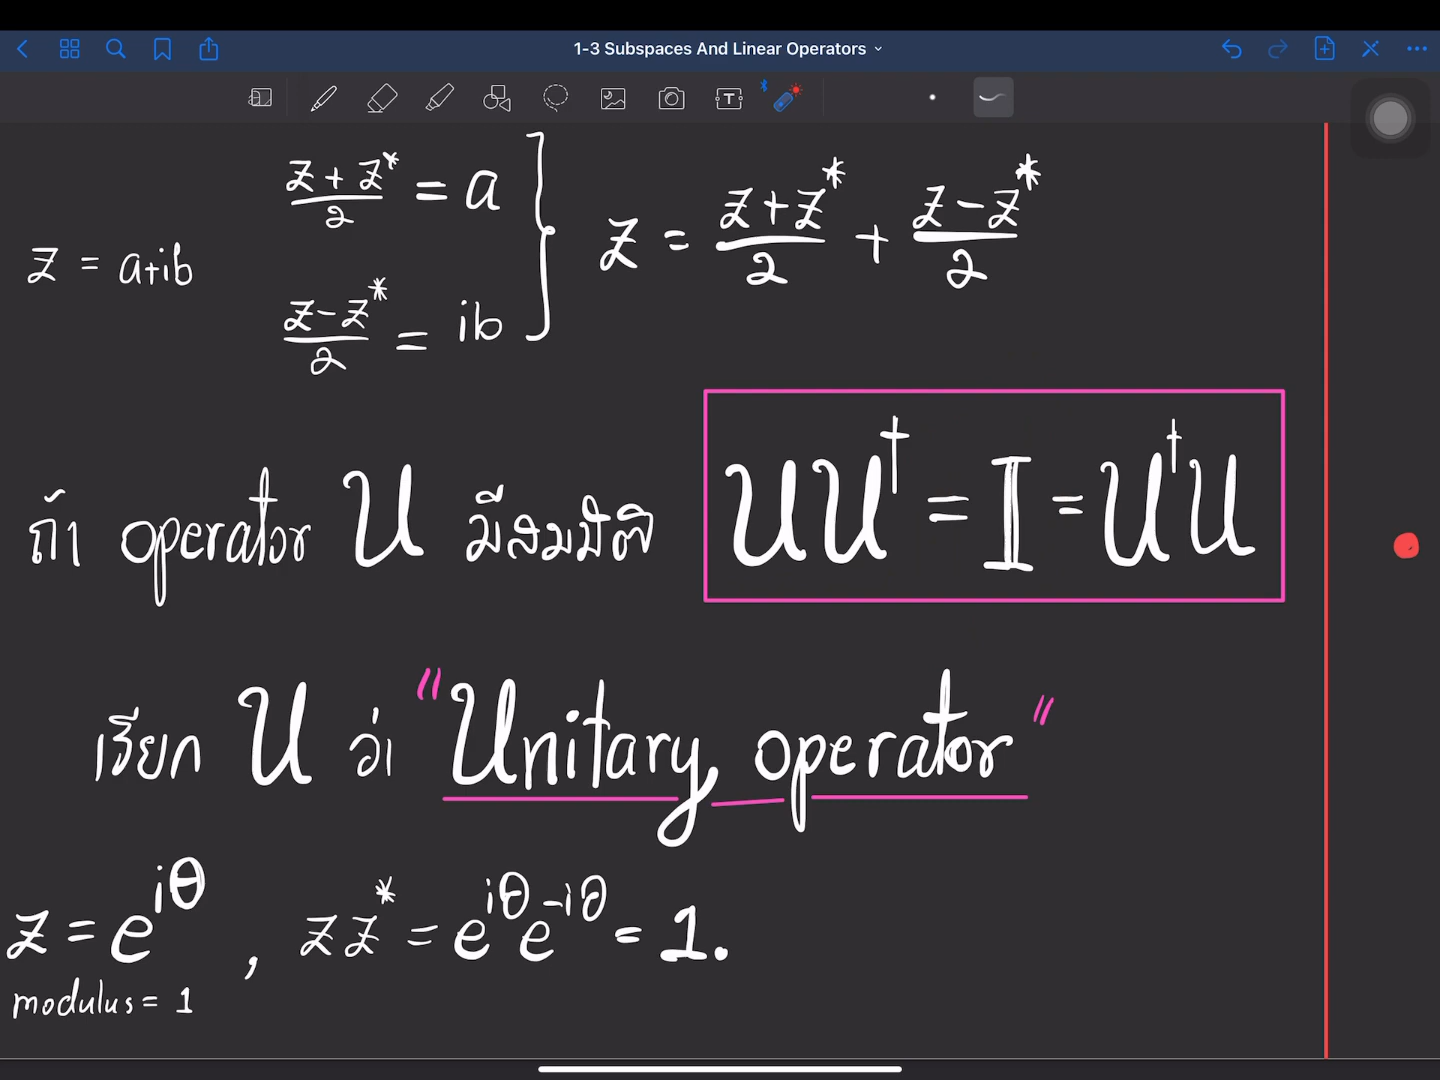 1-3 Subspaces And Linear Operators
z + z* / 2 = a
z = a+ib
z - z* / 2 = ib
z = z+z* / 2 + z-z* / 2
ถ้า operator U มีสมบัติ UU† = I = U†U
เรียก U ว่า "Unitary operator"
z = e^{iθ} , zz* = e^{iθ}e^{-iθ} = 1.
modulus = 1